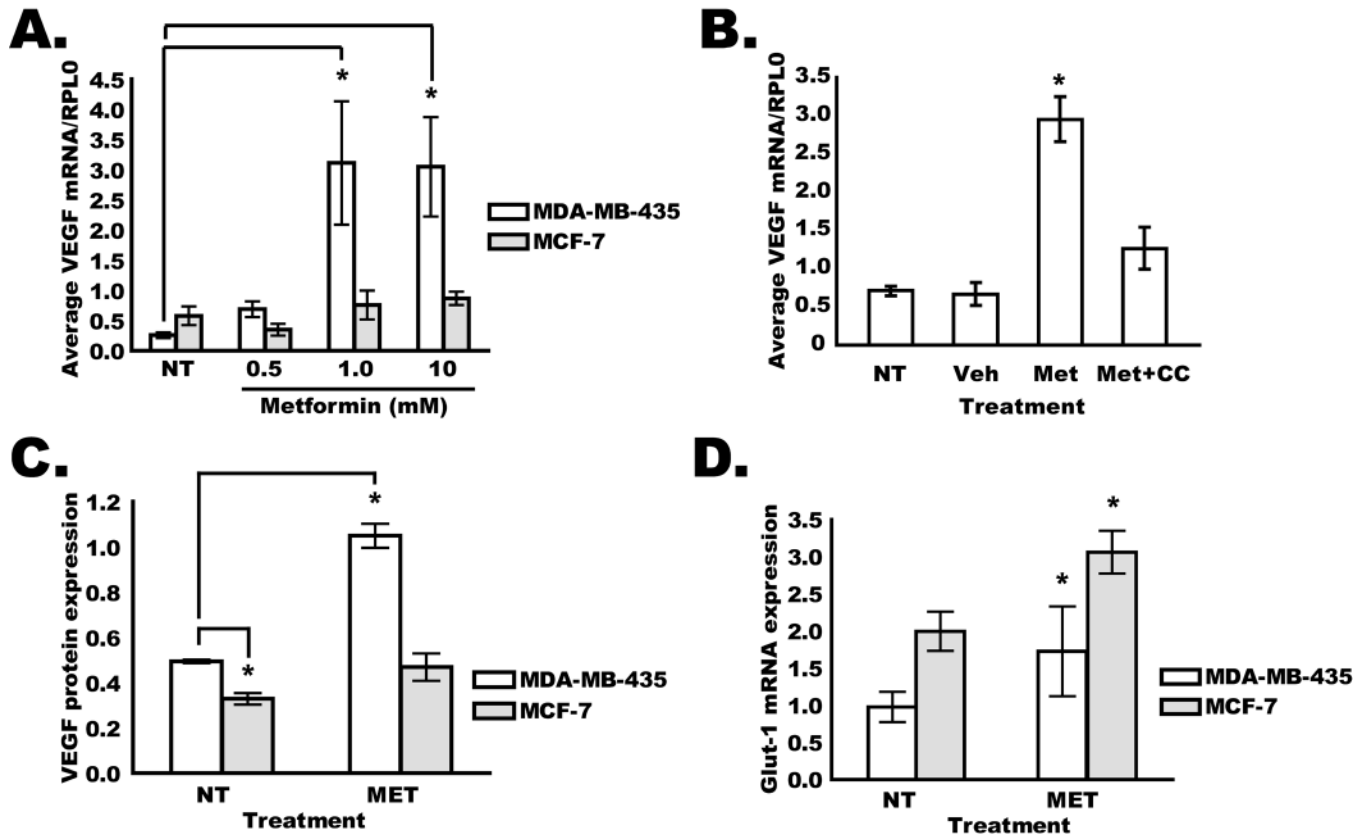 A.
Average VEGF mRNA/RPL0
4.5
4.0
3.5
3.0
2.5
2.0
1.5
1.0
0.5
0.0
*
*
NT
0.5
1.0
10
Metformin (mM)
MDA-MB-435
MCF-7
B.
Average VEGF mRNA/RPL0
3.5
3.0
2.5
2.0
1.5
1.0
0.5
0
*
NT
Veh
Met
Met+CC
Treatment
C.
VEGF protein expression
1.2
1.0
0.8
0.6
0.4
0.2
0.0
*
*
NT
MET
Treatment
MDA-MB-435
MCF-7
D.
Glut-1 mRNA expression
3.5
3.0
2.5
2.0
1.5
1.0
0.5
0.0
*
*
NT
MET
Treatment
MDA-MB-435
MCF-7